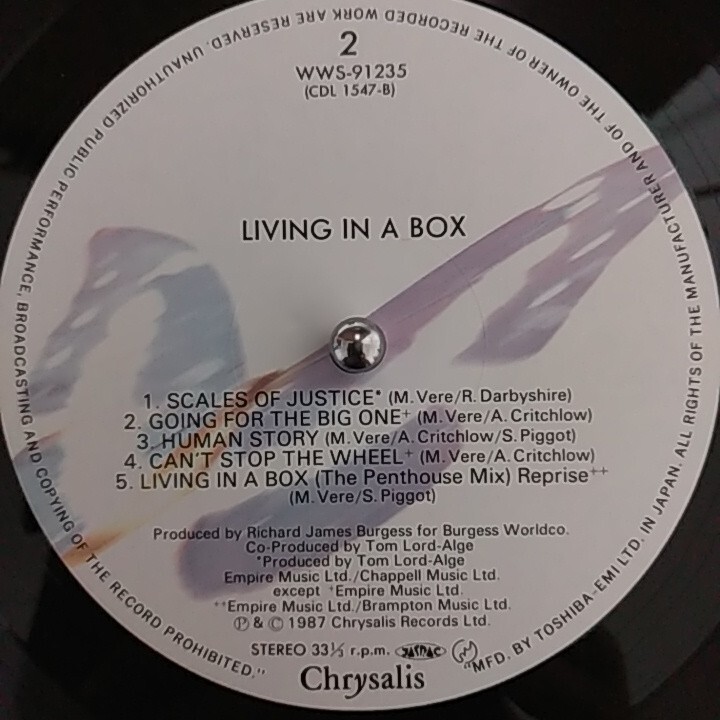 2
WWS-91235
(CDL 1547-B)
LIVING IN A BOX
1. SCALES OF JUSTICE* (M. Vere/R. Darbyshire)
2. GOING FOR THE BIG ONE+ (M. Vere/A. Critchlow)
3. HUMAN STORY (M. Vere/A. Critchlow/S. Piggot)
4. CAN'T STOP THE WHEEL+ (M. Vere/A. Critchlow)
5. LIVING IN A BOX (The Penthouse Mix) Reprise++
(M. Vere/S. Piggot)
Produced by Richard James Burgess for Burgess Worldco.
Co-Produced by Tom Lord-Alge
*Produced by Tom Lord-Alge
Empire Music Ltd./Chappell Music Ltd.
except +Empire Music Ltd.
++Empire Music Ltd./Brampton Music Ltd.
℗ & © 1987 Chrysalis Records Ltd.
STEREO 33⅓ r.p.m. JASRAC
Chrysalis
"MFD. BY TOSHIBA-EMI LTD. IN JAPAN. ALL RIGHTS OF THE MANUFACTURER AND OF THE OWNER OF THE RECORDED WORK ARE RESERVED. UNAUTHORIZED PUBLIC PERFORMANCE, BROADCASTING AND COPYING OF THE RECORD PROHIBITED."